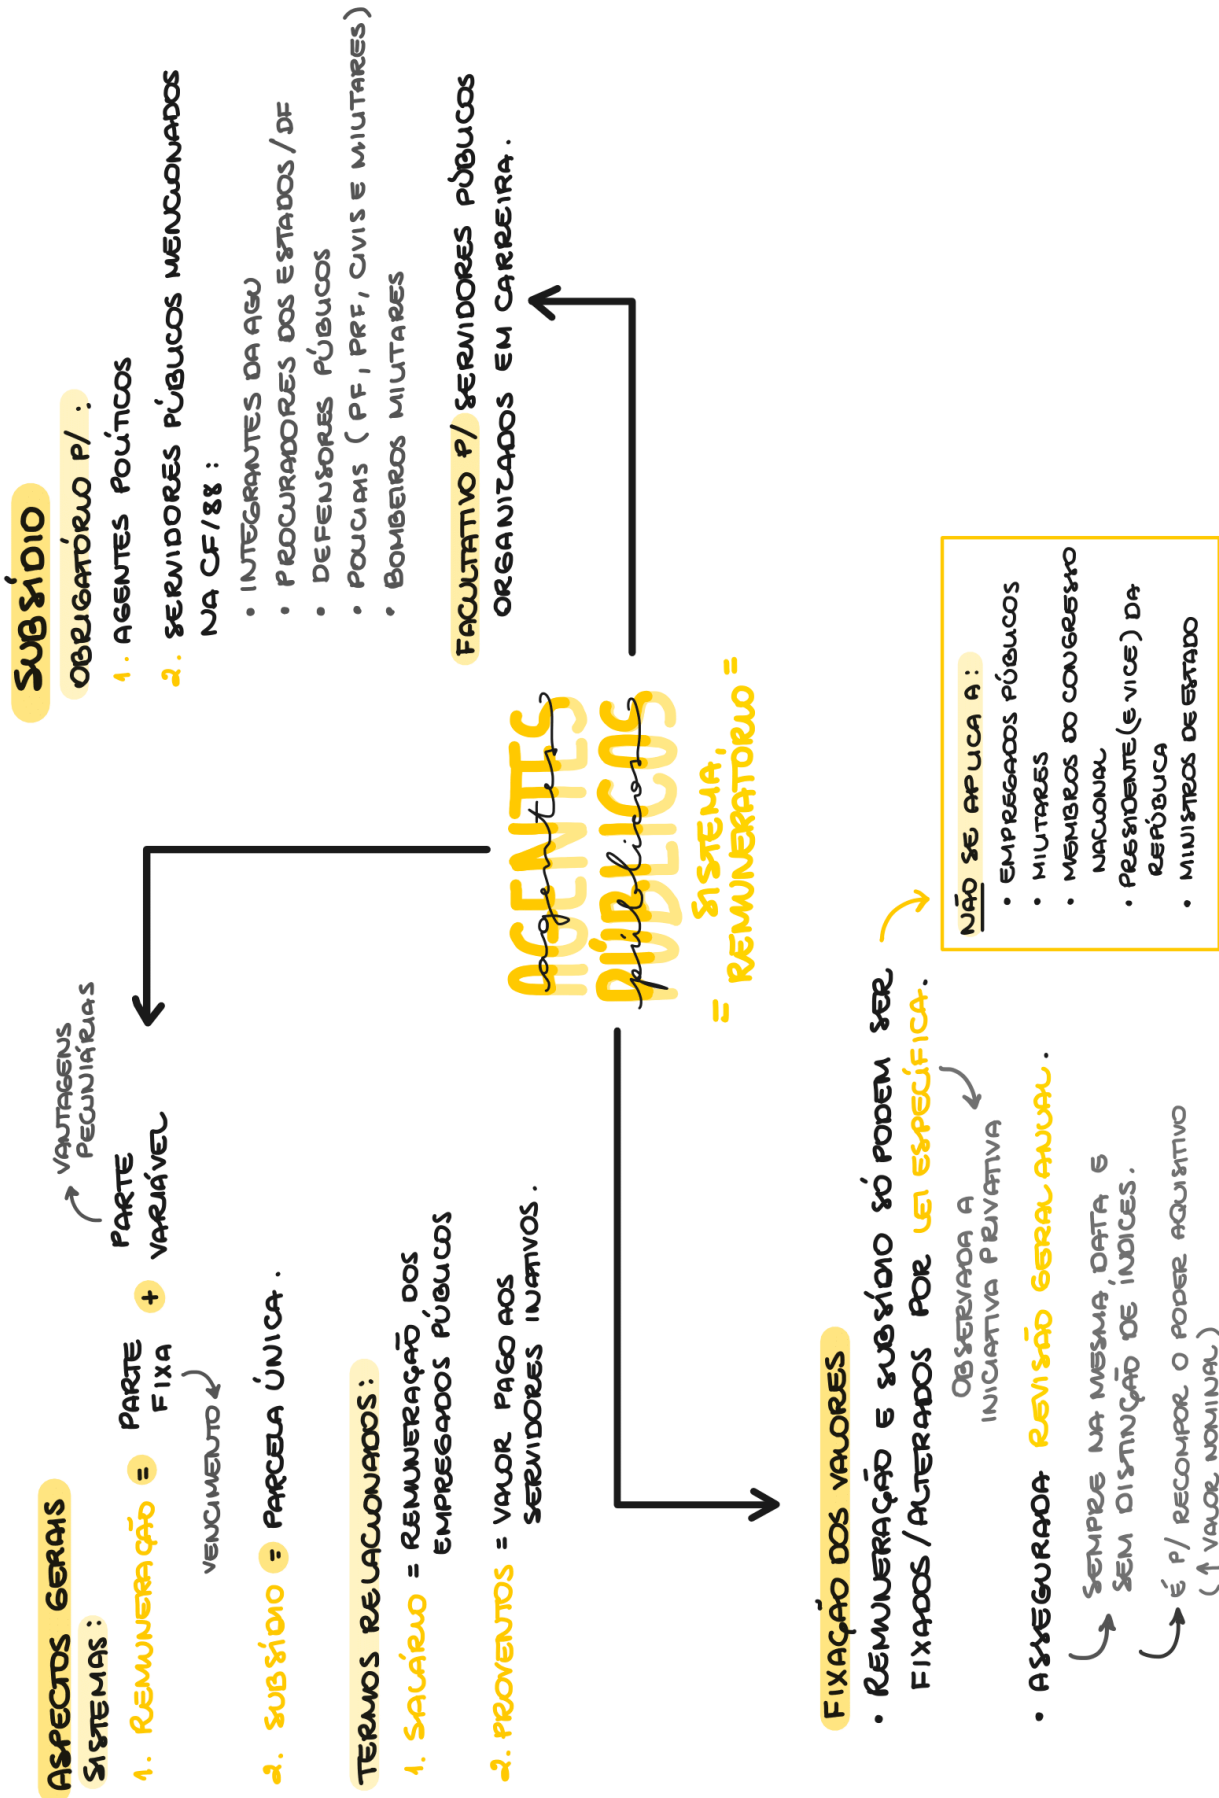 ASPECTOS GERAIS
SISTEMAS:
1. REMUNERAÇÃO = PARTE FIXA + PARTE VARIÁVEL
VENCIMENTO
VANTAGENS
PECUNIÁRIAS
2. SUBSÍDIO = PARCELA ÚNICA.
TERMOS RELACIONADOS:
1. SALÁRIO = REMUNERAÇÃO DOS
EMPREGADOS PÚBLICOS
2. PROVENTOS = VALOR PAGO AOS
SERVIDORES INATIVOS.
SUBSÍDIO
OBRIGATÓRIO P/:
1. AGENTES POLÍTICOS
2. SERVIDORES PÚBLICOS MENCIONADOS
NA CF/88:
• INTEGRANTES DA AGU
• PROCURADORES DOS ESTADOS/DF
• DEFENSORES PÚBLICOS
• POLICIAIS (PF, PRF, CIVIS E MILITARES)
• BOMBEIROS MILITARES
FACULTATIVO P/ SERVIDORES PÚBLICOS
ORGANIZADOS EM CARREIRA.
AGENTES
agentes
PÚBLICOS
públicos
SISTEMA
= REMUNERATÓRIO =
FIXAÇÃO DOS VALORES
• REMUNERAÇÃO E SUBSÍDIO SÓ PODEM SER
FIXADOS/ALTERADOS POR LEI ESPECÍFICA.
OBSERVADA A
INICIATIVA PRIVATIVA
• ASSEGURADA REVISÃO GERAL ANUAL.
SEMPRE NA MESMA DATA E
SEM DISTINÇÃO DE ÍNDICES.
É P/ RECOMPOR O PODER AQUISITIVO
(↑ VALOR NOMINAL)
NÃO SE APLICA A:
• EMPREGADOS PÚBLICOS
• MILITARES
• MEMBROS DO CONGRESSO
NACIONAL
• PRESIDENTE (E VICE) DA
REPÚBLICA
• MINISTROS DE ESTADO